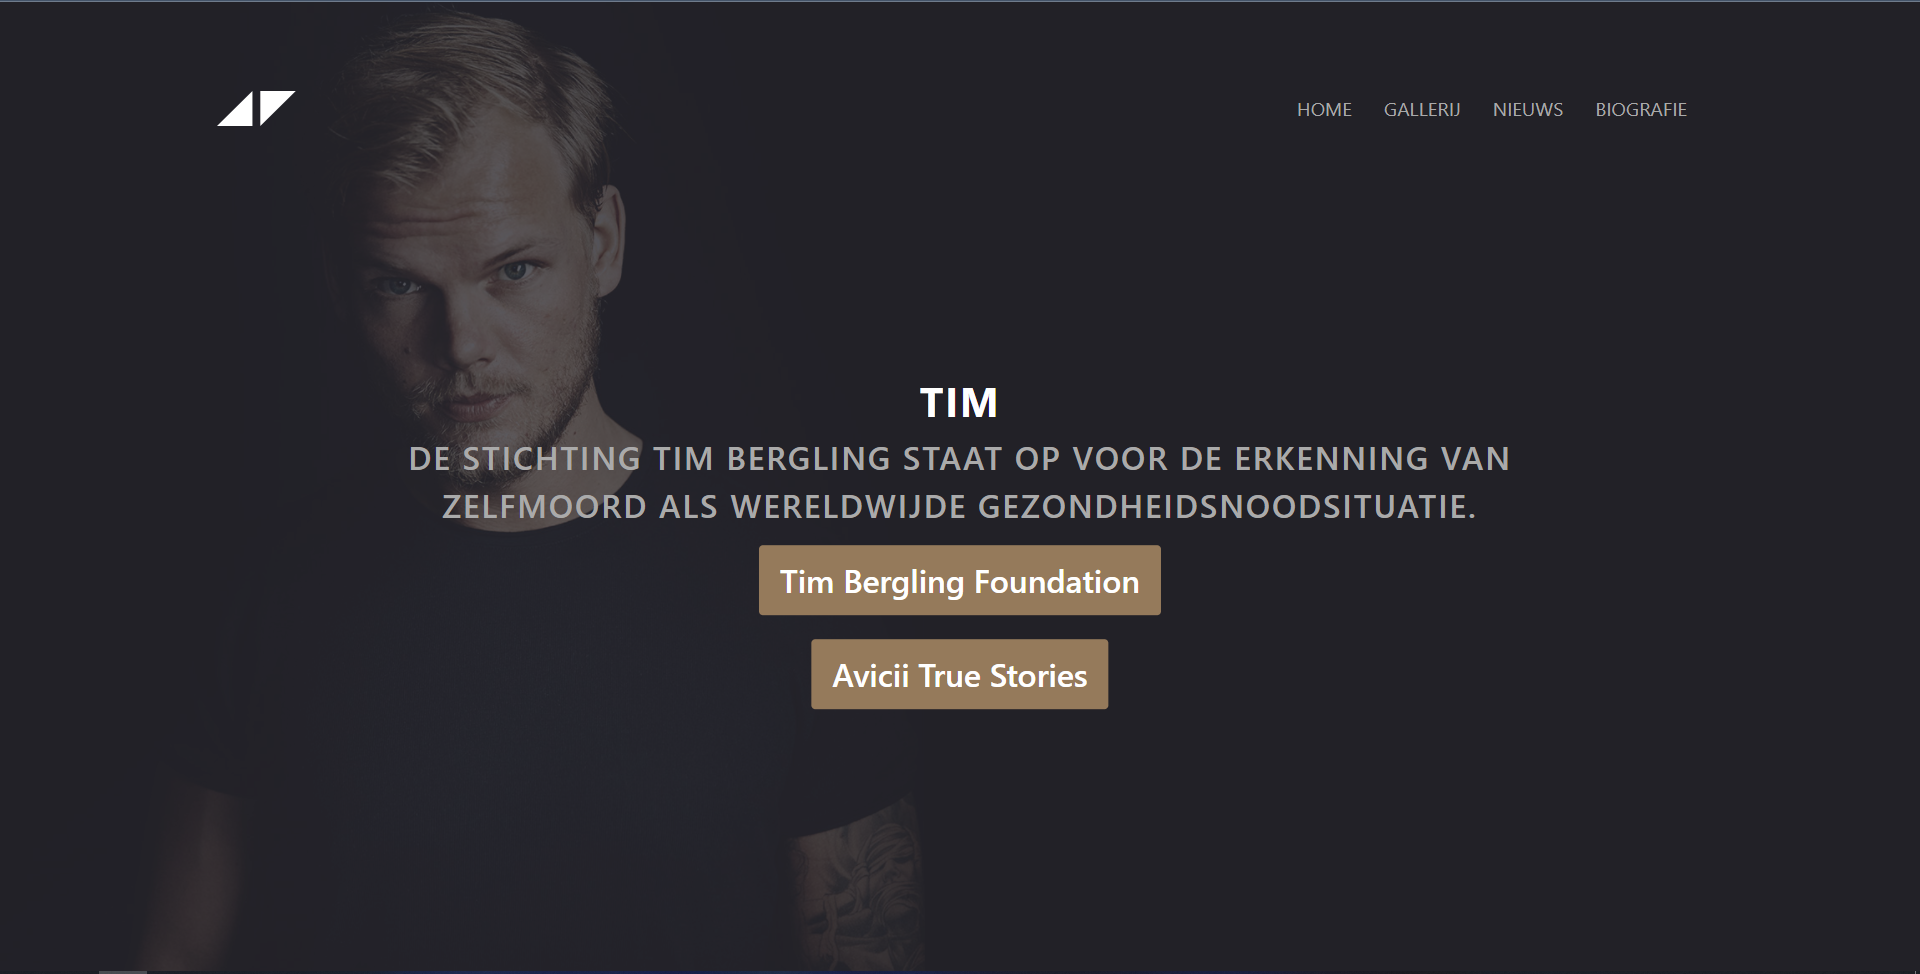 HOME GALLERIJ NIEUWS BIOGRAFIE
TIM
DE STICHTING TIM BERGLING STAAT OP VOOR DE ERKENNING VAN
ZELFMOORD ALS WERELDWIJDE GEZONDHEIDSNOODSITUATIE.
Tim Bergling Foundation
Avicii True Stories